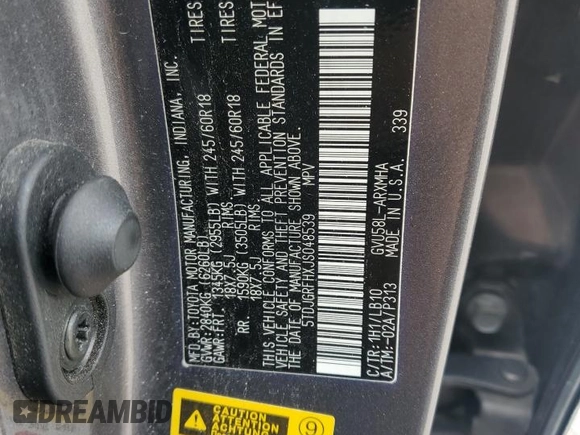 MFD.BY:TOYOTA MOTOR MANUFACTURING, INDIANA, INC.
GVWR:2840KG(6260LB)
GAWR:FRT. 1345KG(2955LB) WITH 245/60R18 TIRES
18X7.5J RIMS
RR. 1590KG(3505LB) WITH 245/60R18 TIRES
18X7.5J RIMS
THIS VEHICLE CONFORMS TO ALL APPLICABLE FEDERAL MOT
VEHICLE SAFETY AND THEFT PREVENTION STANDARDS IN EF
THE DATE OF MANUFACTURE SHOWN ABOVE.
MPV
C/TR:1H1/LB10
A/TM:-02A/P313
GVU58L-ARXMHA
MADE IN U.S.A.
339
CAUTION
ATTENTION
ACHTUNG
9
DREAMBID